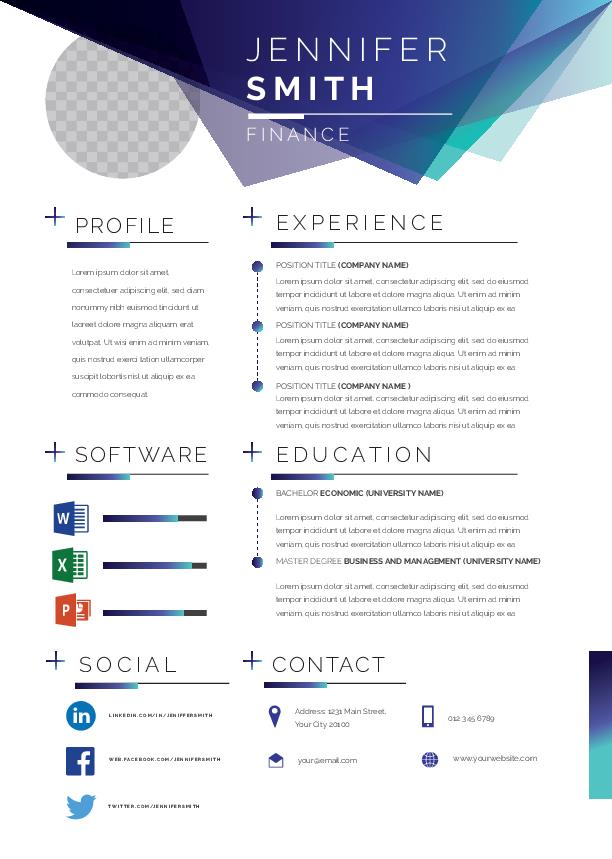 JENNIFER
SMITH
FINANCE
PROFILE
Lorem ipsum dolor sit amet,
consectetuer adipiscing elit, sed diam
nonummy nibh euismod tincidunt ut
laoreet dolore magna aliquam erat
volutpat. Ut wisi enim ad minim veniam,
quis nostrud exerci tation ullamcorper
suscipit lobortis nisl ut aliquip ex ea
commodo consequat.
EXPERIENCE
POSITION TITLE (COMPANY NAME)
Lorem ipsum dolor sit amet, consectetur adipiscing elit, sed do eiusmod
tempor incididunt ut labore et dolore magna aliqua. Ut enim ad minim
veniam, quis nostrud exercitation ullamco laboris nisi ut aliquip ex ea
POSITION TITLE (COMPANY NAME)
Lorem ipsum dolor sit amet, consectetur adipiscing elit, sed do eiusmod
tempor incididunt ut labore et dolore magna aliqua. Ut enim ad minim
veniam, quis nostrud exercitation ullamco laboris nisi ut aliquip ex ea
POSITION TITLE (COMPANY NAME )
Lorem ipsum dolor sit amet, consectetur adipiscing elit, sed do eiusmod
tempor incididunt ut labore et dolore magna aliqua. Ut enim ad minim
veniam, quis nostrud exercitation ullamco laboris nisi ut aliquip ex ea
SOFTWARE
W
X
P
EDUCATION
BACHELOR ECONOMIC (UNIVERSITY NAME)
Lorem ipsum dolor sit amet, consectetur adipiscing elit, sed do eiusmod
tempor incididunt ut labore et dolore magna aliqua. Ut enim ad minim
veniam, quis nostrud exercitation ullamco laboris nisi ut aliquip ex ea
MASTER DEGREE BUSINESS AND MANAGEMENT (UNIVERSITY NAME)
Lorem ipsum dolor sit amet, consectetur adipiscing elit, sed do eiusmod
tempor incididunt ut labore et dolore magna aliqua. Ut enim ad minim
veniam, quis nostrud exercitation ullamco laboris nisi ut aliquip ex ea
SOCIAL
in LINKEDIN.COM/IN/JENIFFERSMITH
f WEB.FACEBOOK.COM/JENNIFERSMITH
TWITTER.COM/JENNIFERSMITH
CONTACT
Address: 1231 Main Street,
Your City 20100
012 345 6789
your@email.com
www.yourwebsite.com